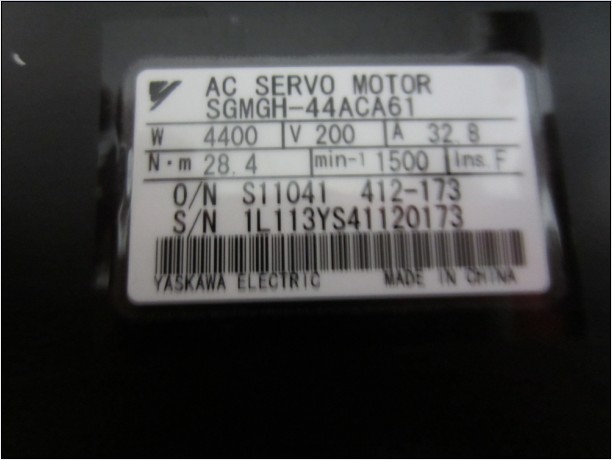 AC SERVO MOTOR
SGMGH-44ACA61
W 4400 V 200 A 32.8
N・m 28.4 min-1 1500 Ins. F
O/N S11041 412-173
S/N 1L113YS41120173
YASKAWA ELECTRIC MADE IN CHINA